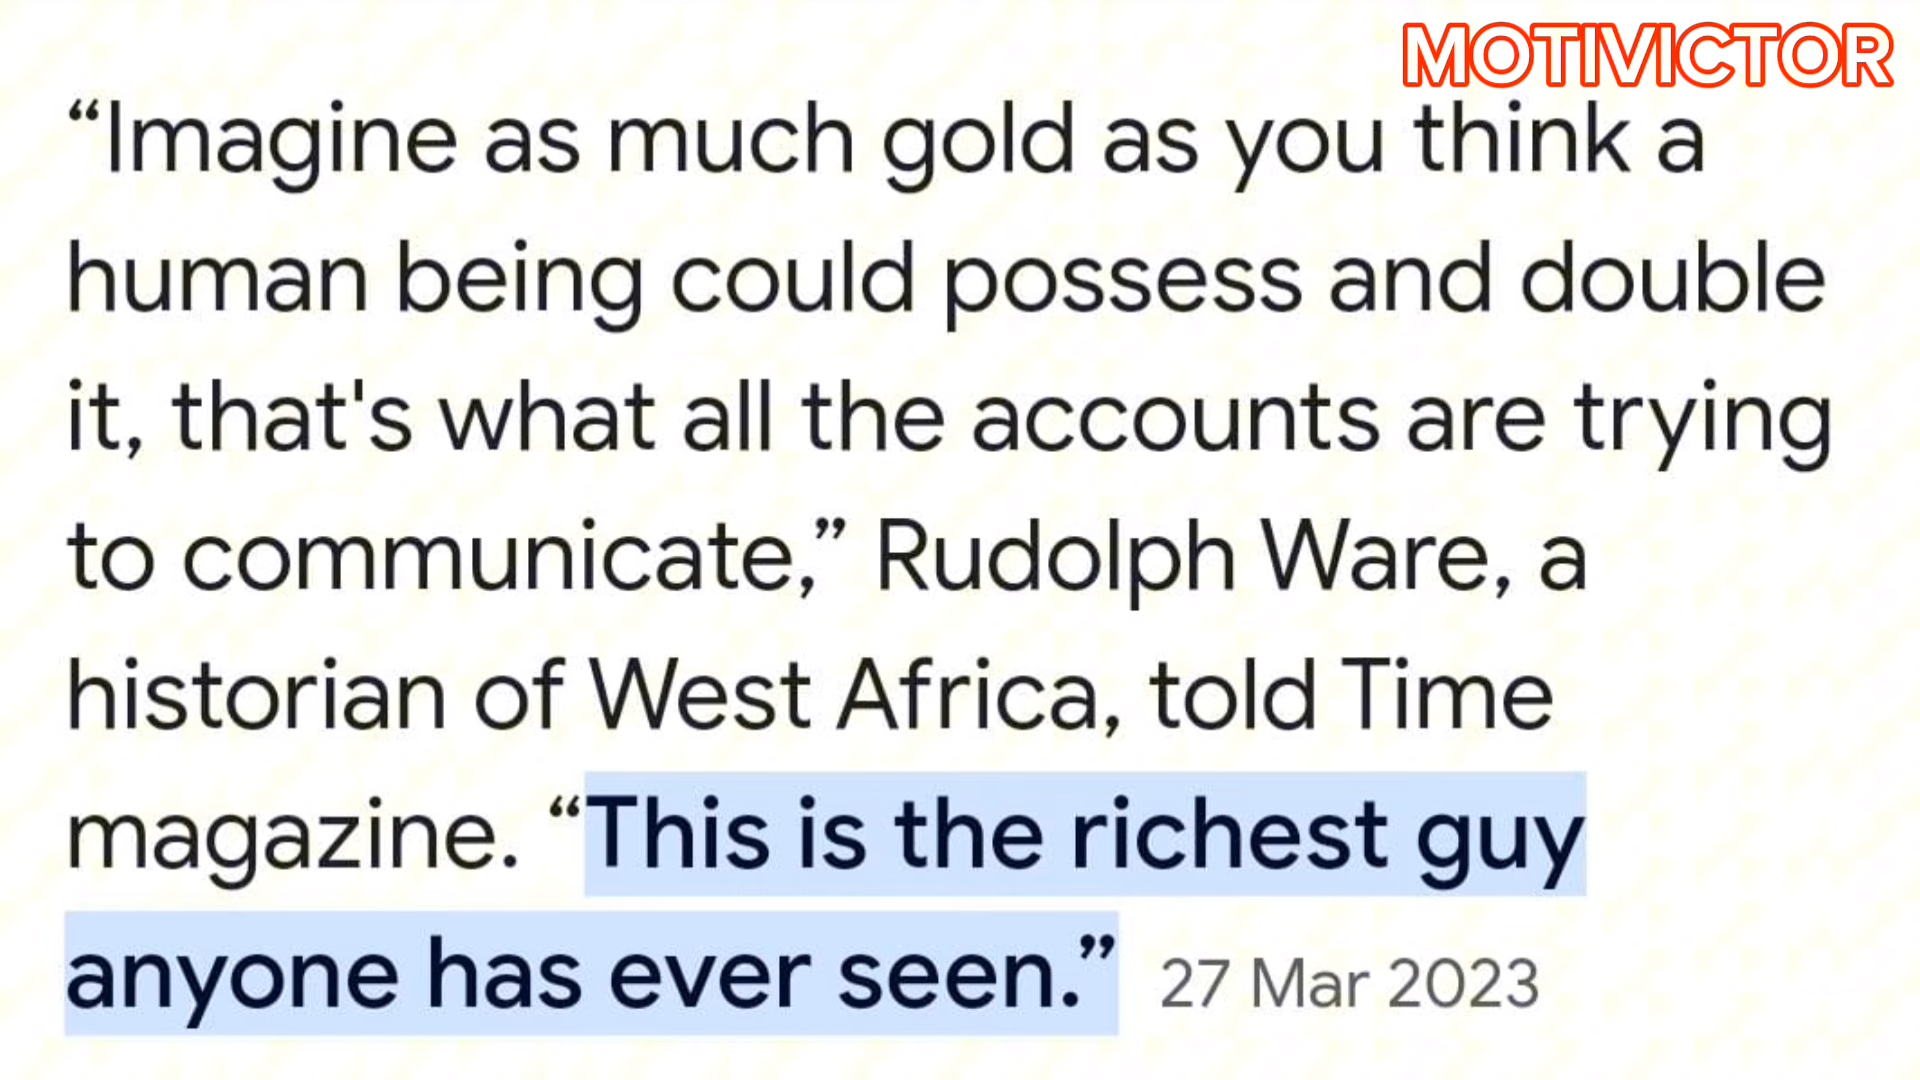 MOTIVICTOR
“Imagine as much gold as you think a
human being could possess and double
it, that's what all the accounts are trying
to communicate,” Rudolph Ware, a
historian of West Africa, told Time
magazine. “This is the richest guy
anyone has ever seen.” 27 Mar 2023